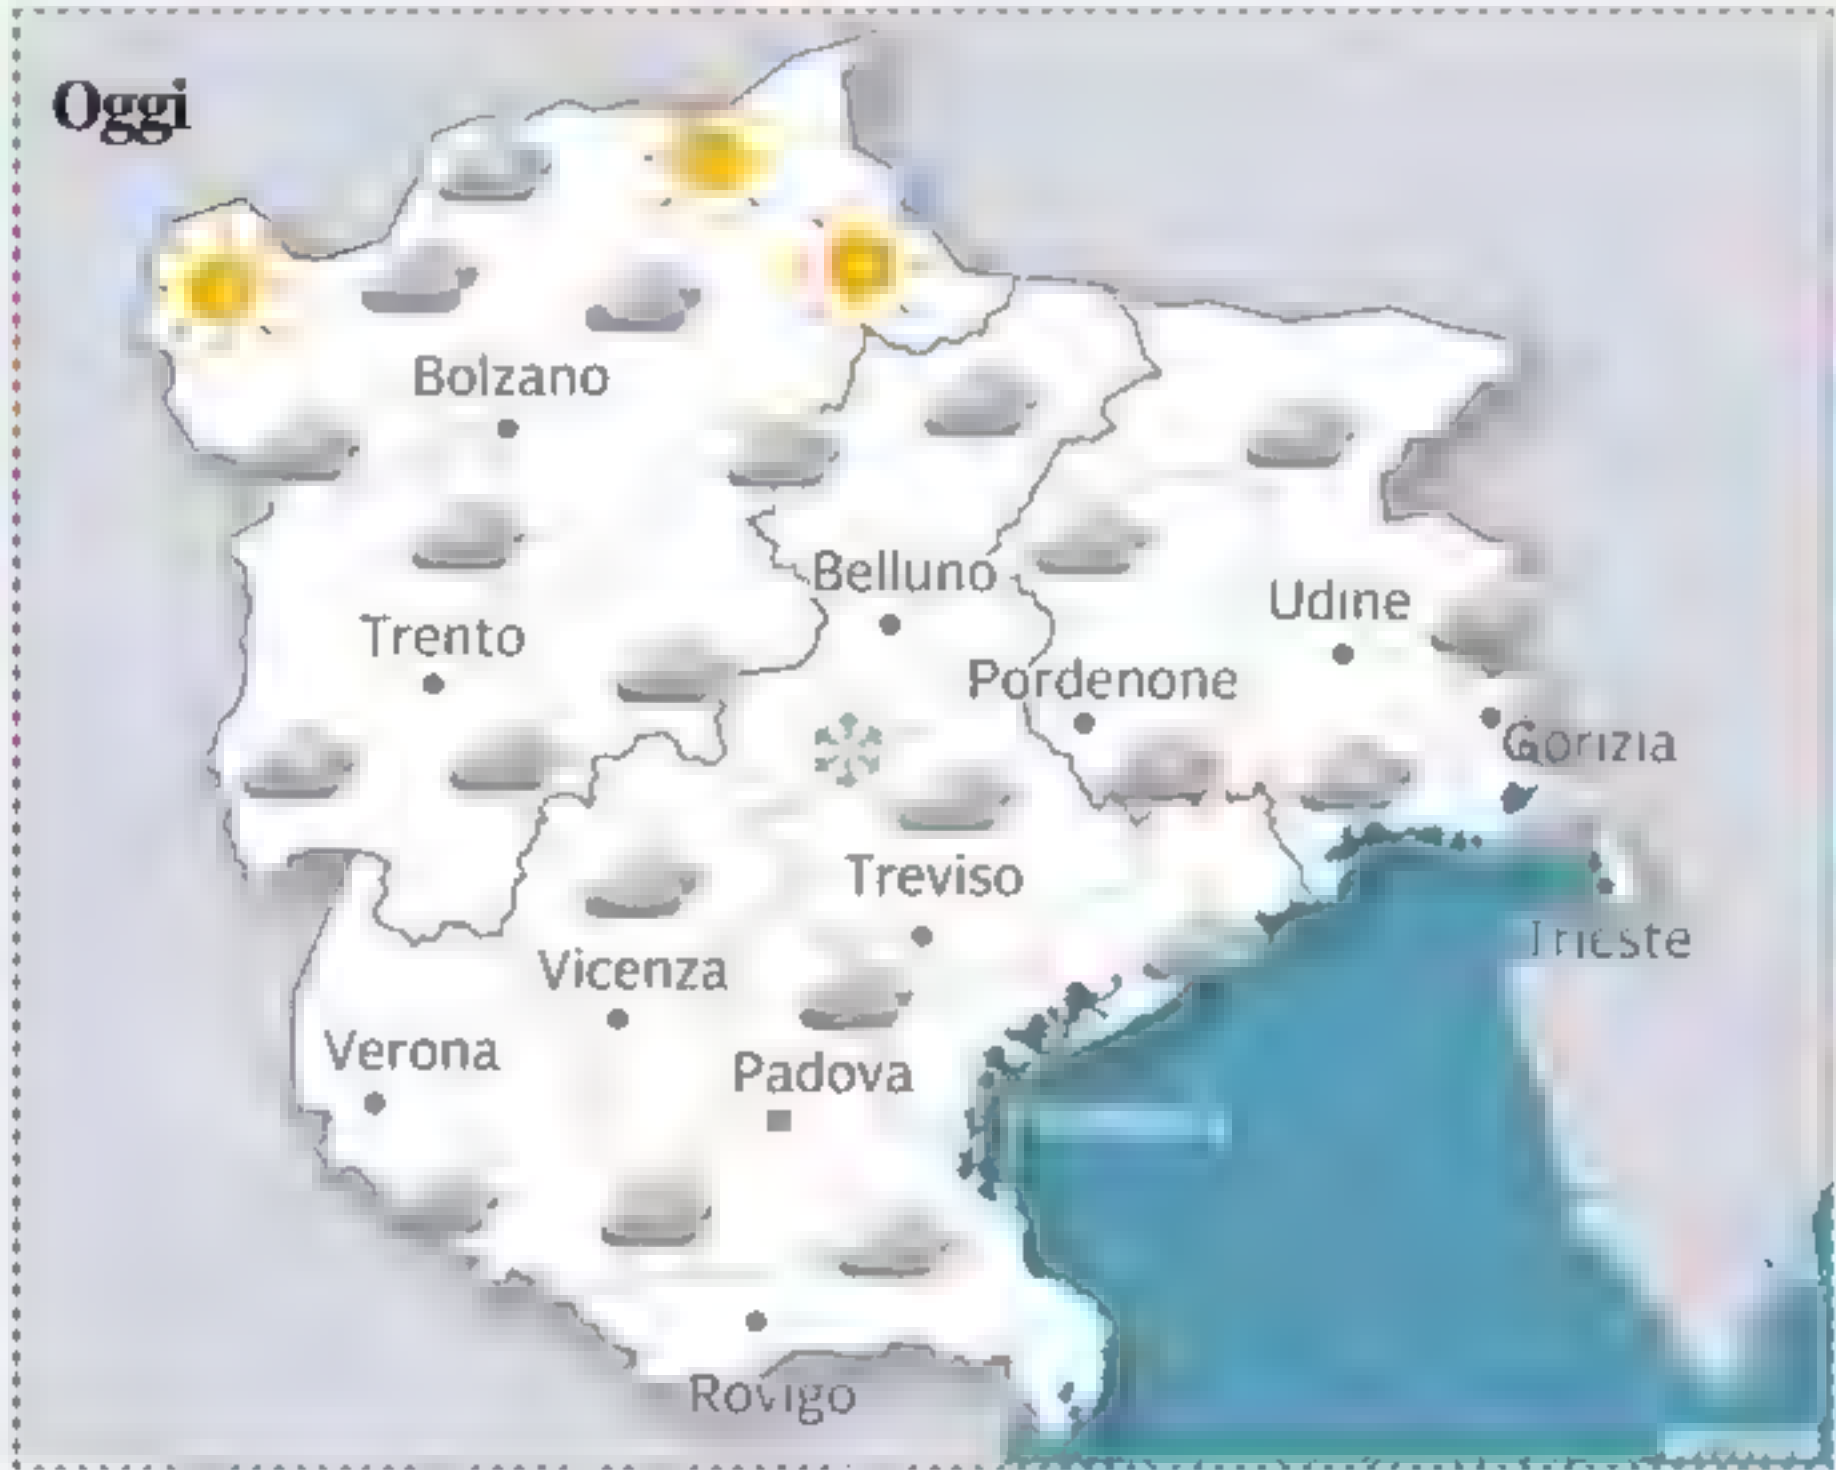 Oggi
Bolzano
Belluno
Udine
Trento
Pordenone
Gorizia
Treviso
Trieste
Vicenza
Verona
Padova
Rovigo